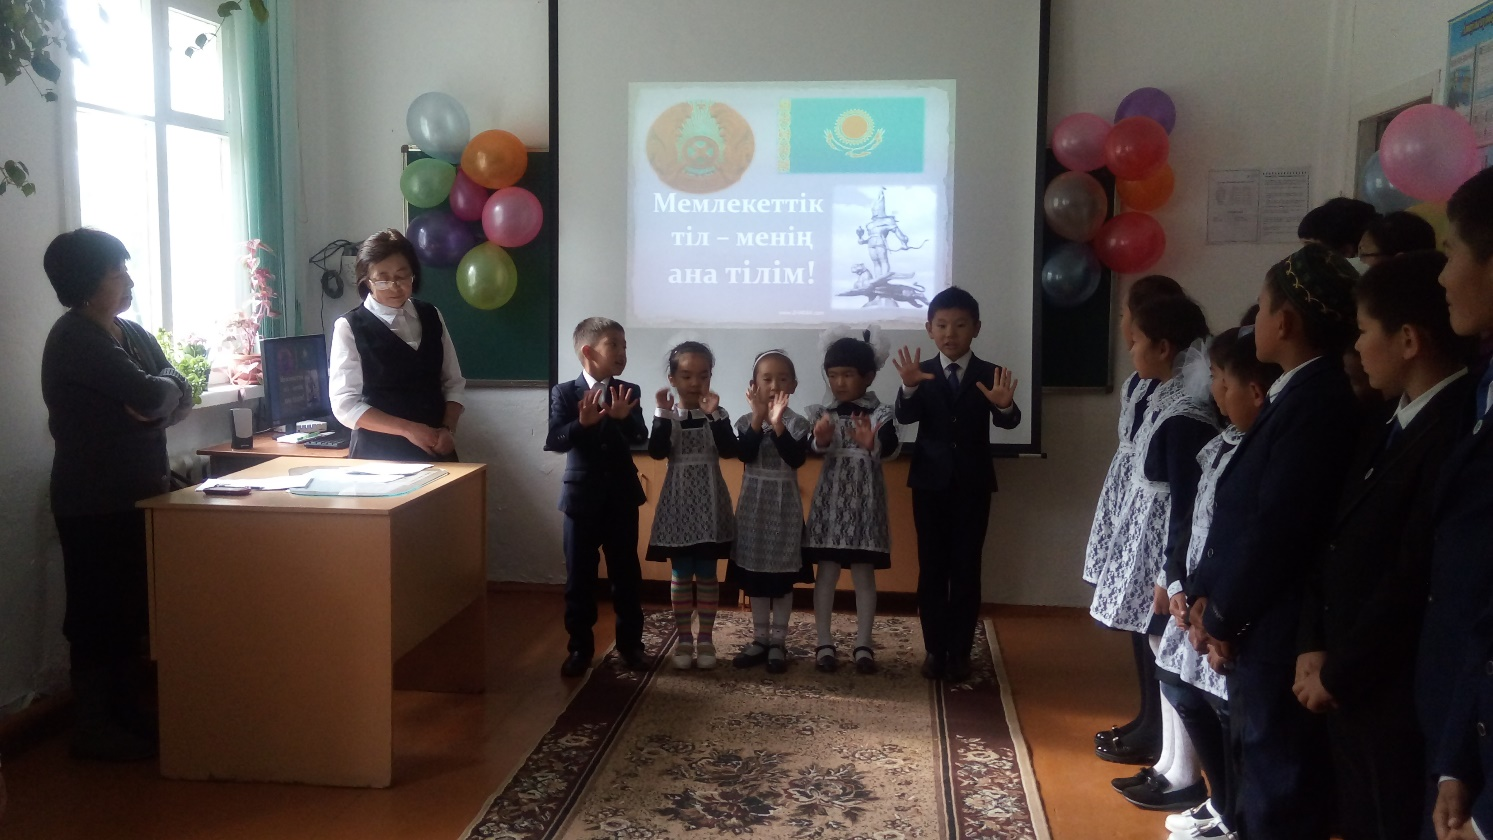 Мемлекеттік
тіл – менің
ана тілім!